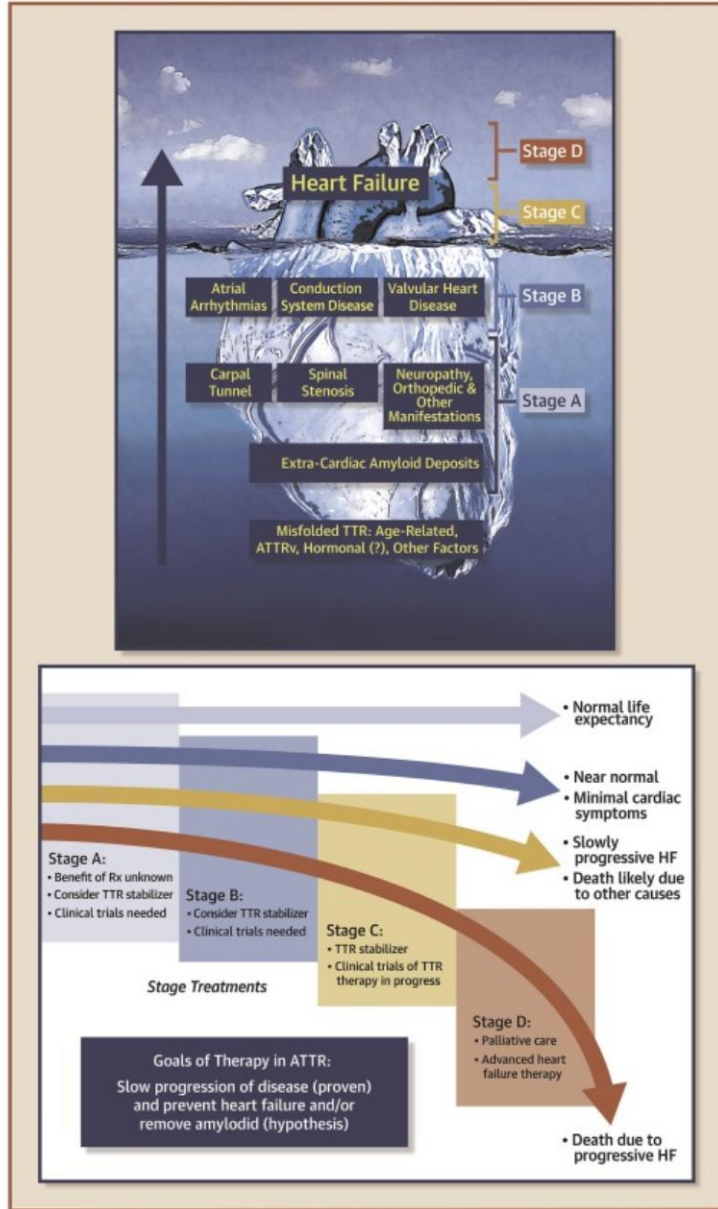 Heart Failure
Stage D
Stage C
Atrial
Arrhythmias
Conduction
System Disease
Valvular Heart
Disease
Stage B
Carpal
Tunnel
Spinal
Stenosis
Neuropathy,
Orthopedic &
Other
Manifestations
Stage A
Extra-Cardiac Amyloid Deposits
Misfolded TTR: Age-Related,
ATTRv, Hormonal (?), Other Factors
• Normal life
expectancy
• Near normal
• Minimal cardiac
symptoms
• Slowly
progressive HF
• Death likely due
to other causes
Stage A:
• Benefit of Rx unknown
• Consider TTR stabilizer
• Clinical trials needed
Stage B:
• Consider TTR stabilizer
• Clinical trials needed
Stage C:
• TTR stabilizer
• Clinical trials of TTR
therapy in progress
Stage Treatments
Stage D:
• Palliative care
• Advanced heart
failure therapy
Goals of Therapy in ATTR:
Slow progression of disease (proven)
and prevent heart failure and/or
remove amylodid (hypothesis)
• Death due to
progressive HF